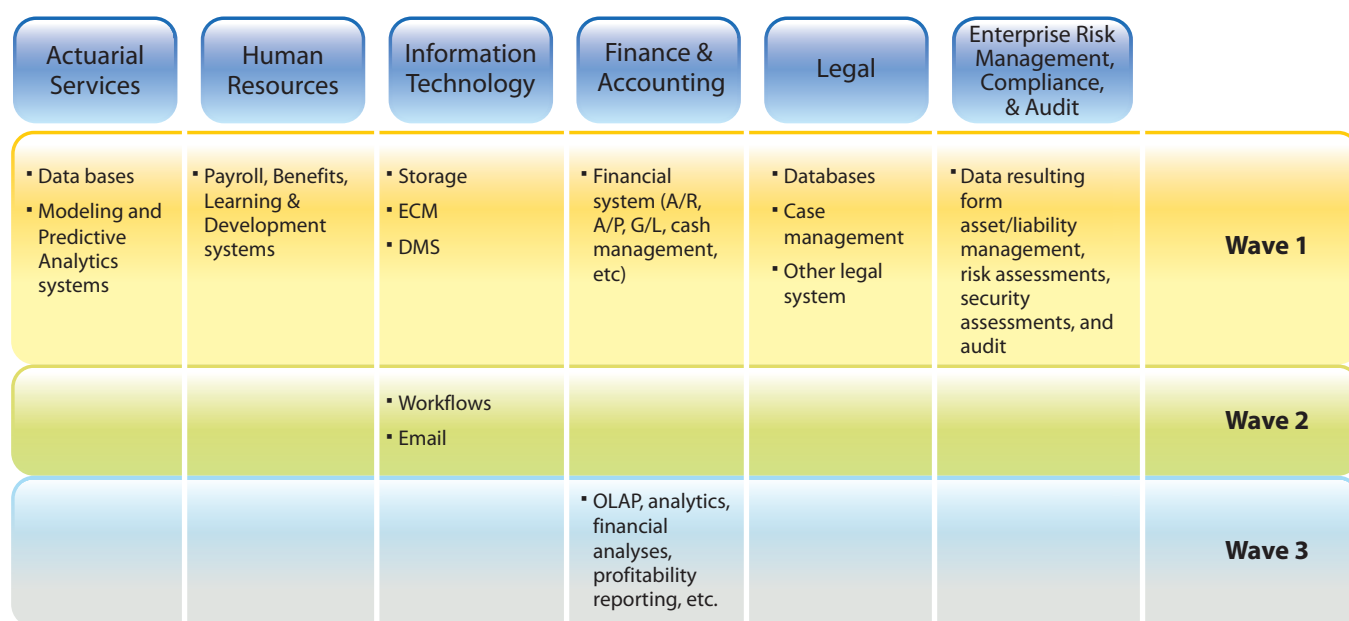 Actuarial
Services
Human
Resources
Information
Technology
Finance &
Accounting
Legal
Enterprise Risk
Management,
Compliance,
& Audit
▪ Data bases
▪ Modeling and
Predictive
Analytics
systems
▪ Payroll, Benefits,
Learning &
Development
systems
▪ Storage
▪ ECM
▪ DMS
▪ Financial
system (A/R,
A/P, G/L, cash
management,
etc)
▪ Databases
▪ Case
management
▪ Other legal
system
▪ Data resulting
form
asset/liability
management,
risk assessments,
security
assessments, and
audit
Wave 1
▪ Workflows
▪ Email
Wave 2
▪ OLAP, analytics,
financial
analyses,
profitability
reporting, etc.
Wave 3